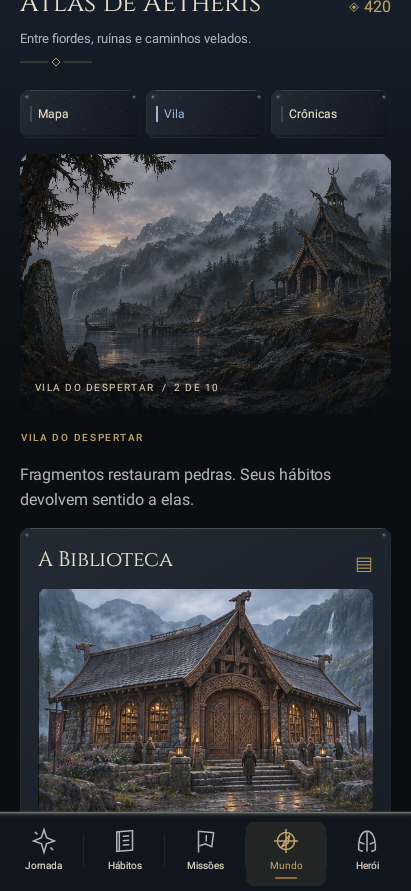 ATLAS DE AETHERIS
420
Entre fiordes, ruínas e caminhos velados.
Mapa
Vila
Crônicas
VILA DO DESPERTAR / 2 DE 10
VILA DO DESPERTAR
Fragmentos restauram pedras. Seus hábitos
devolvem sentido a elas.
A BIBLIOTECA
Jornada
Hábitos
Missões
Mundo
Herói